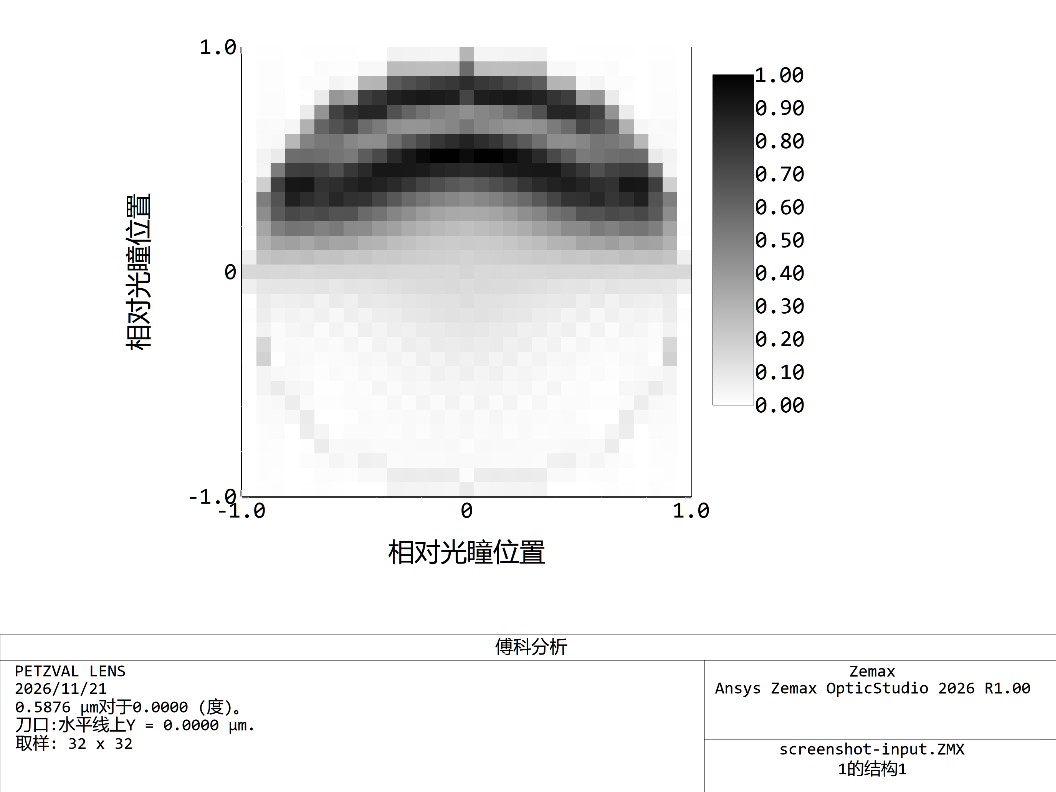 1.0
0
-1.0
相对光瞳位置
-1.0
0
1.0
相对光瞳位置
1.00
0.90
0.80
0.70
0.60
0.50
0.40
0.30
0.20
0.10
0.00
傅科分析
PETZVAL LENS
2026/11/21
0.5876 µm对于0.0000 (度)。
刀口:水平线上Y = 0.0000 µm.
取样: 32 x 32
Zemax
Ansys Zemax OpticStudio 2026 R1.00
screenshot-input.ZMX
1的结构1